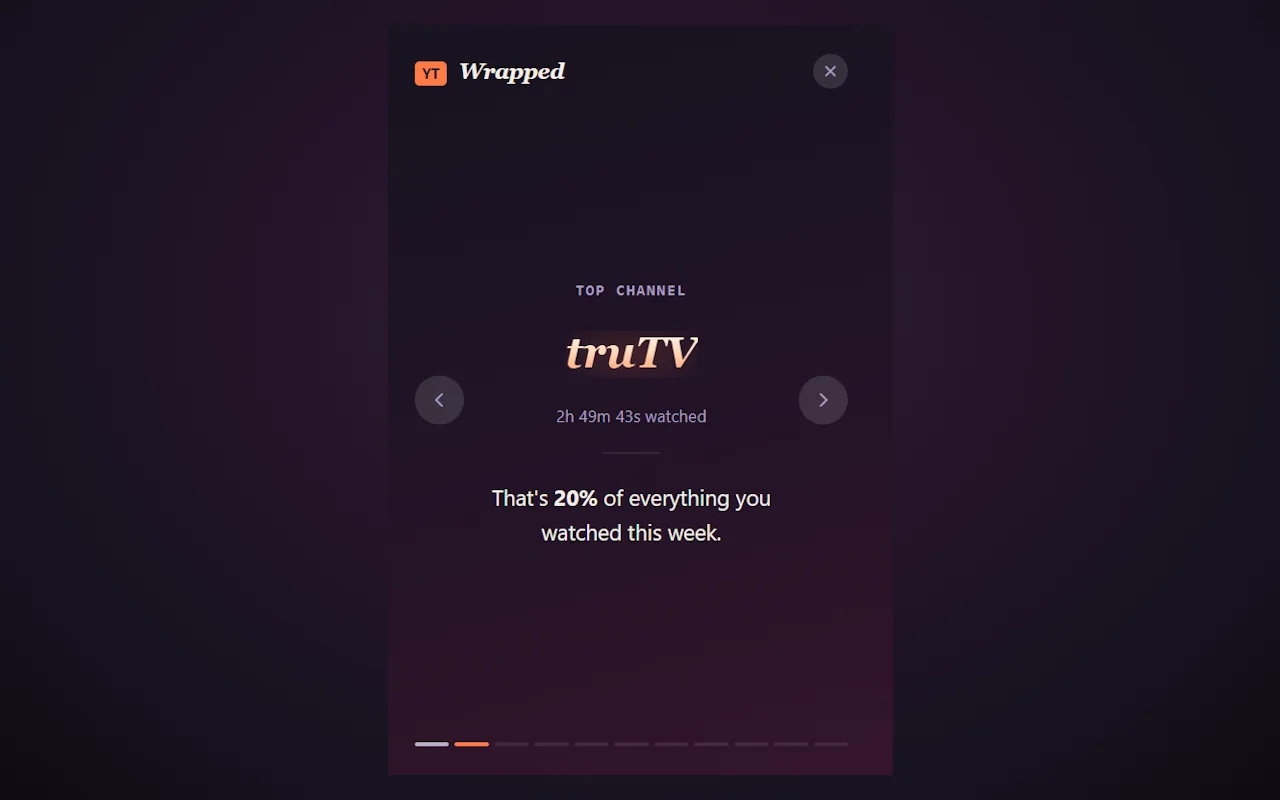 YT Wrapped
TOP CHANNEL
truTV
2h 49m 43s watched
That's 20% of everything you
watched this week.